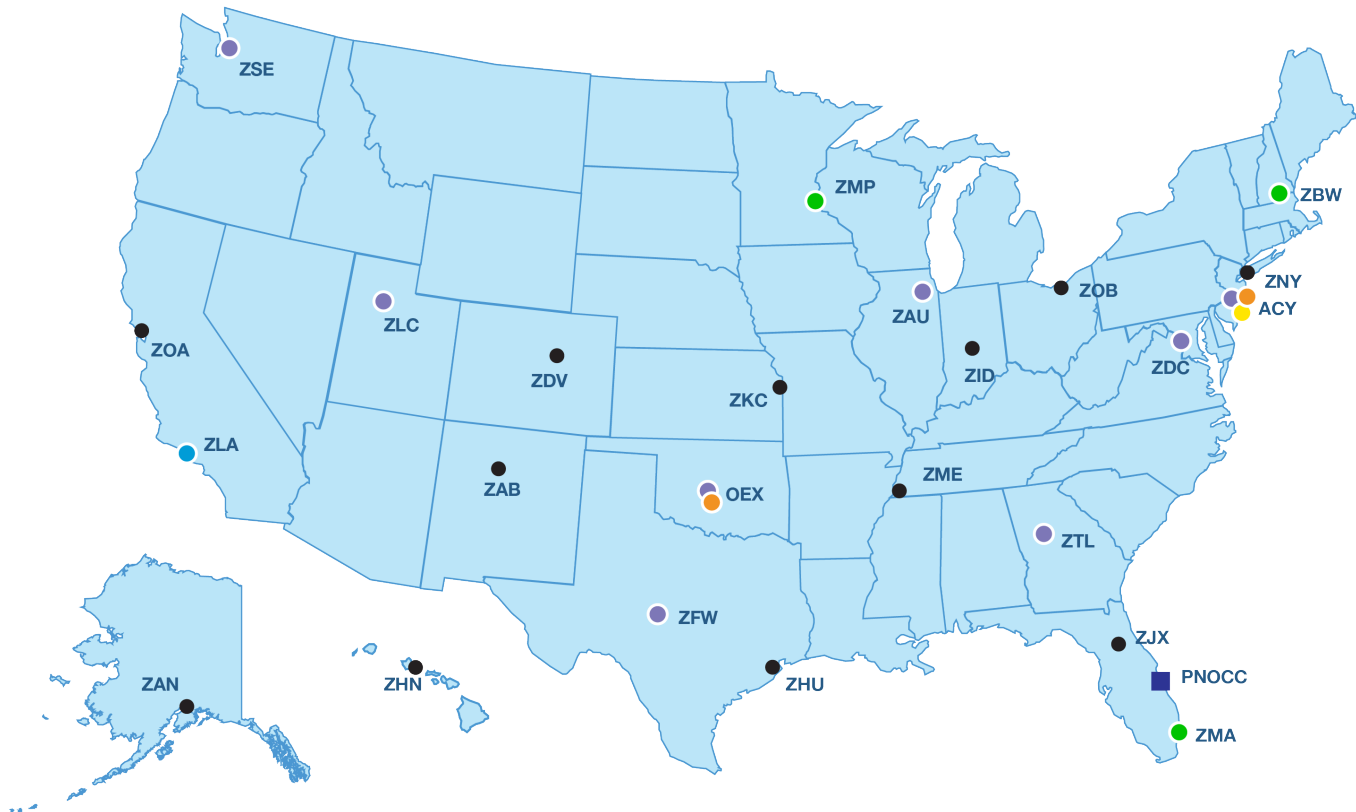 ZSE
ZMP
ZBW
ZNY
ZOB
ACY
ZLC
ZAU
ZOA
ZDC
ZID
ZDV
ZKC
ZLA
ZME
ZAB
OEX
ZTL
ZFW
ZJX
PNOCC
ZAN
ZHN
ZHU
ZMA